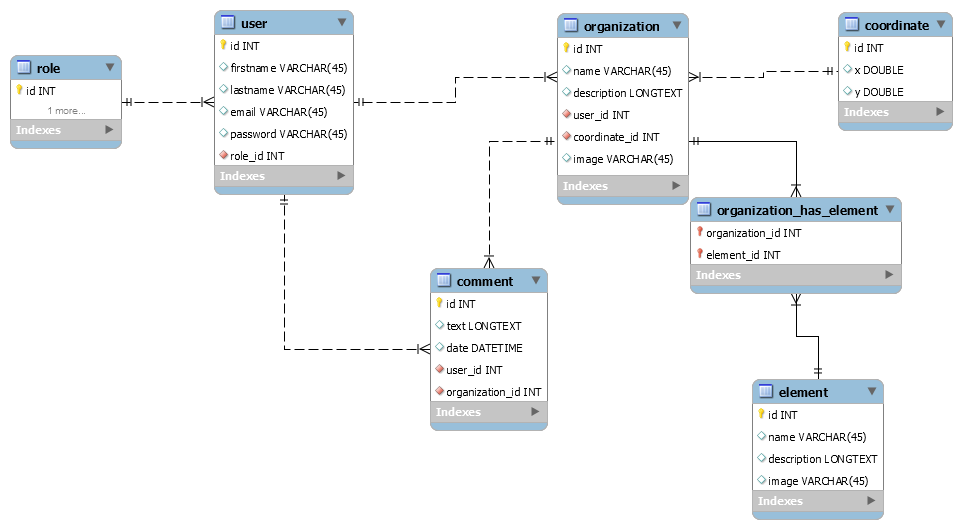 role
id INT
1 more...
Indexes
user
id INT
firstname VARCHAR(45)
lastname VARCHAR(45)
email VARCHAR(45)
password VARCHAR(45)
role_id INT
Indexes
organization
id INT
name VARCHAR(45)
description LONGTEXT
user_id INT
coordinate_id INT
image VARCHAR(45)
Indexes
coordinate
id INT
x DOUBLE
y DOUBLE
Indexes
organization_has_element
organization_id INT
element_id INT
Indexes
comment
id INT
text LONGTEXT
date DATETIME
user_id INT
organization_id INT
Indexes
element
id INT
name VARCHAR(45)
description LONGTEXT
image VARCHAR(45)
Indexes